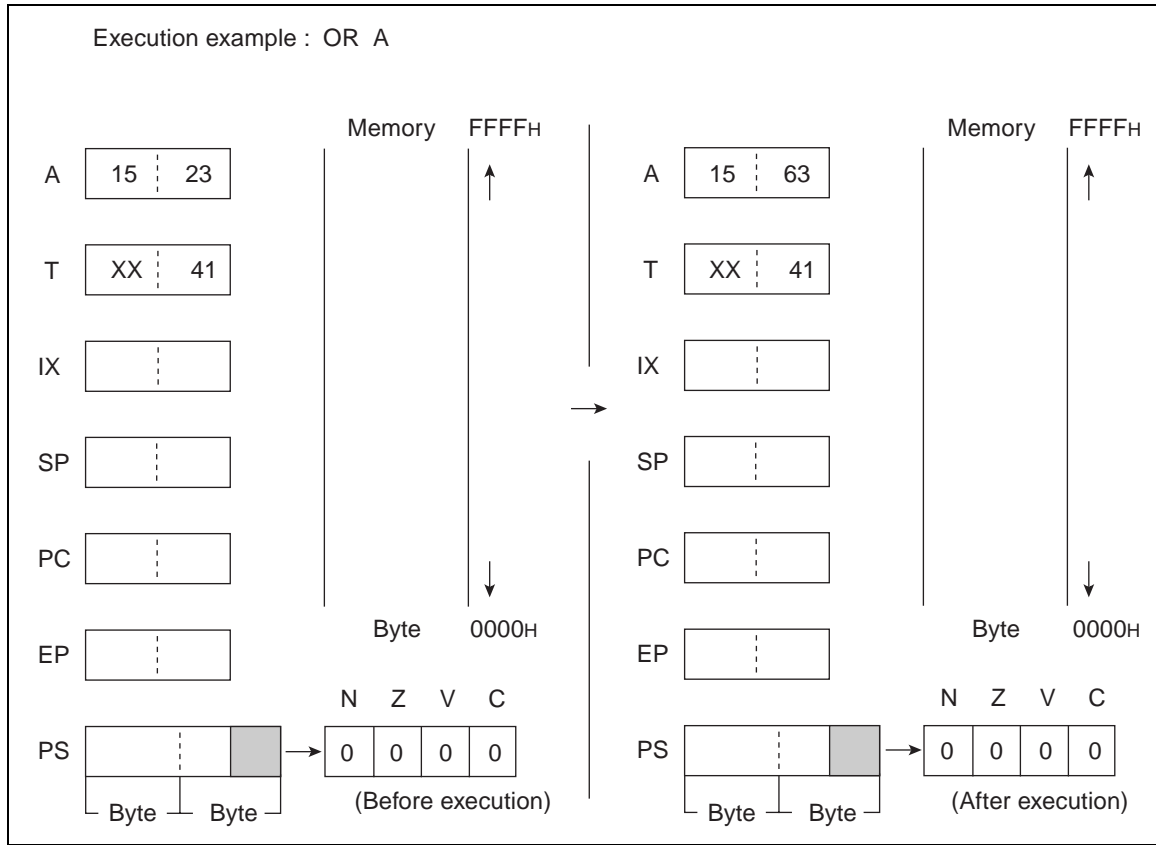 Execution example : OR A
Memory FFFFH
A 15 23
T XX 41
IX
SP
PC
EP
Byte 0000H
N Z V C
PS 0 0 0 0
Byte Byte
(Before execution)
Memory FFFFH
A 15 63
T XX 41
IX
SP
PC
EP
Byte 0000H
N Z V C
PS 0 0 0 0
Byte Byte
(After execution)